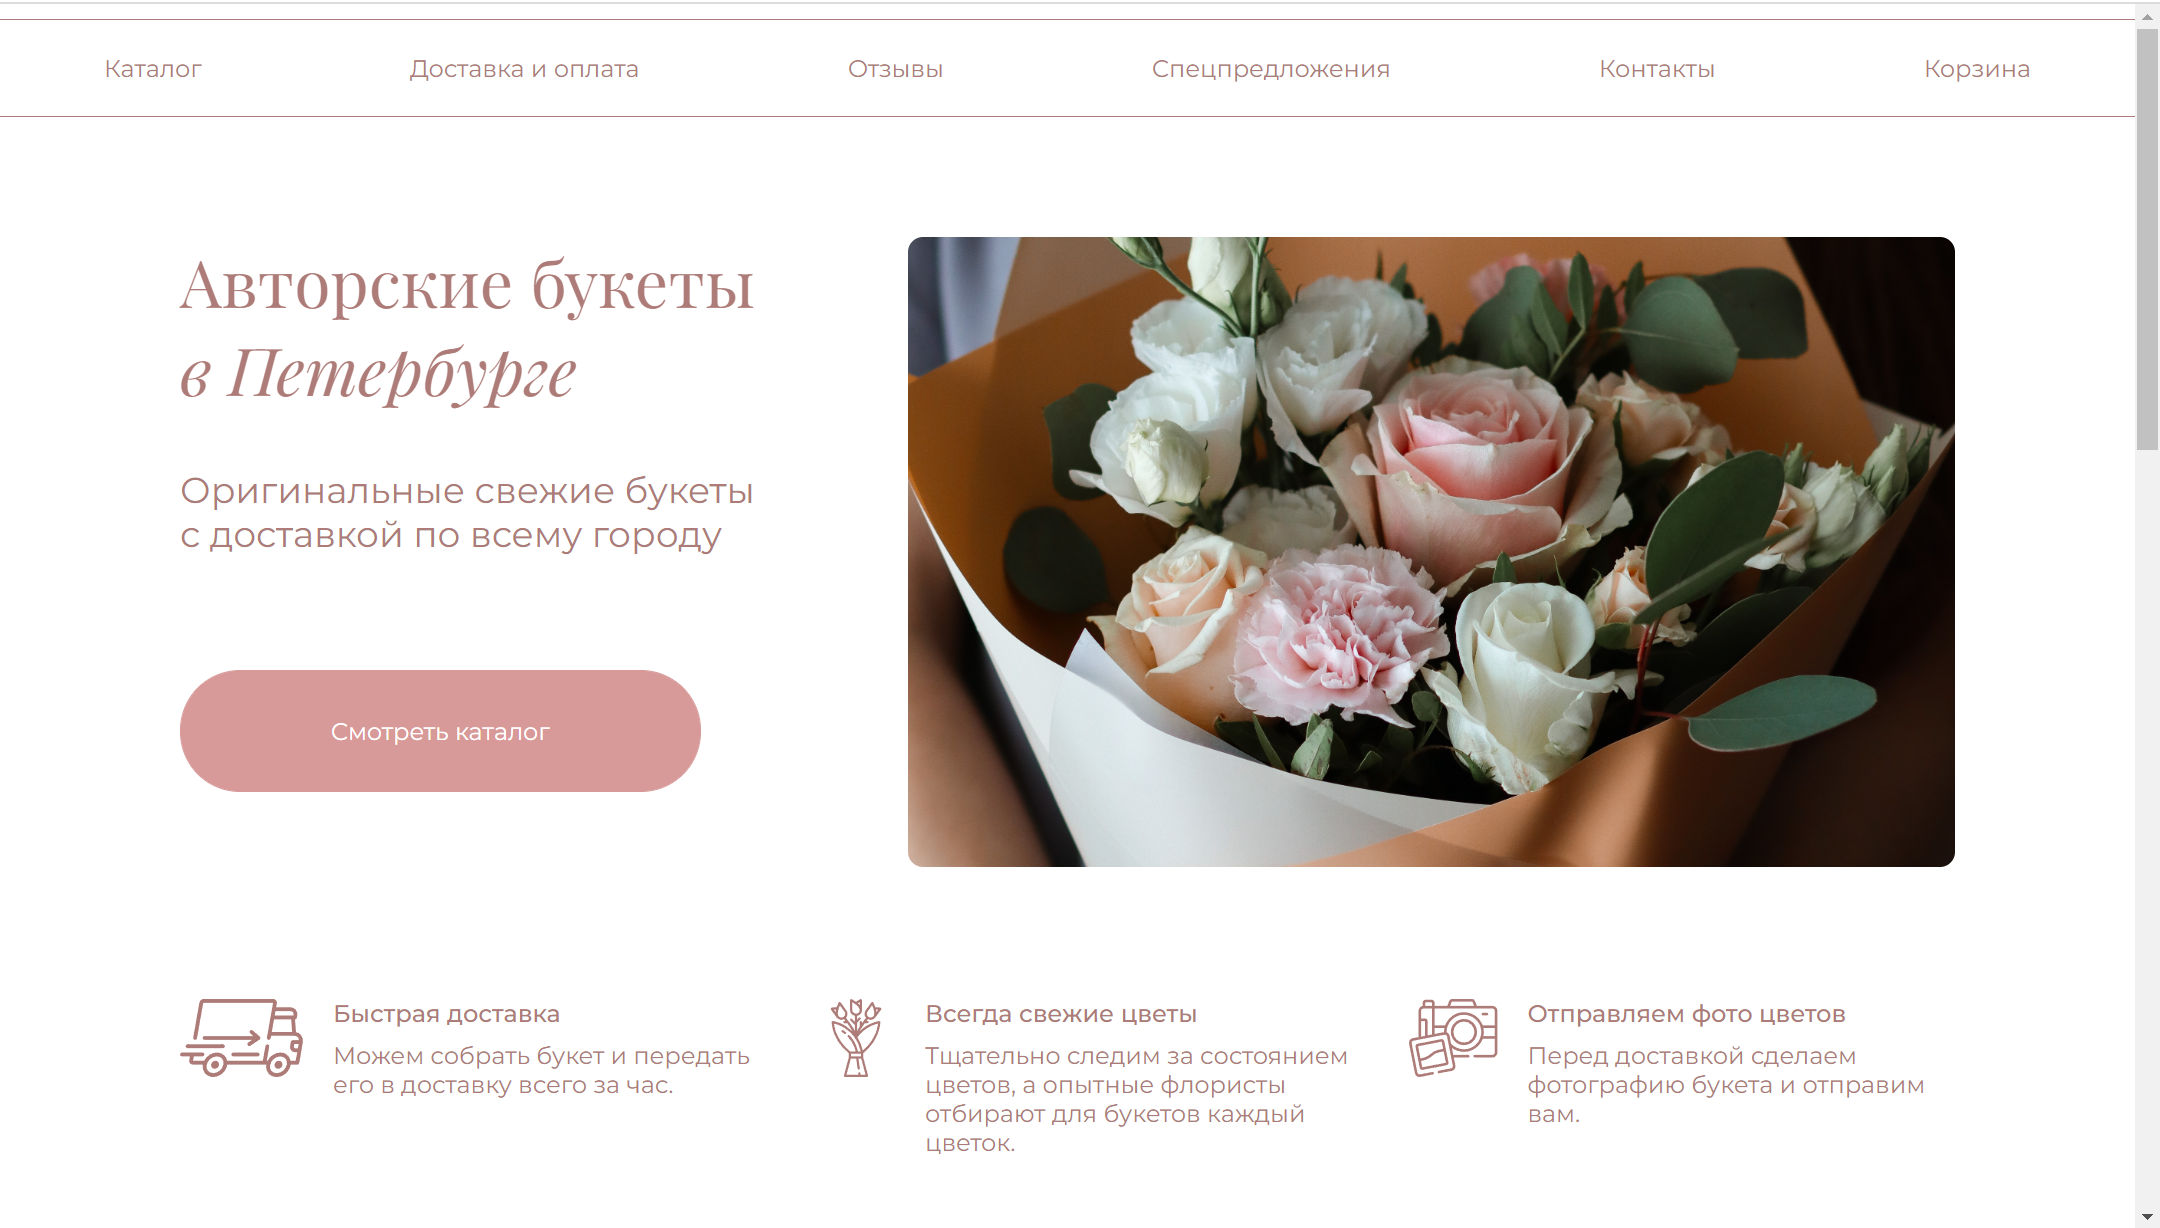 Каталог
Доставка и оплата
Отзывы
Спецпредложения
Контакты
Корзина
Авторские букеты
в Петербурге
Оригинальные свежие букеты
с доставкой по всему городу
Смотреть каталог
Быстрая доставка
Можем собрать букет и передать
его в доставку всего за час.
Всегда свежие цветы
Тщательно следим за состоянием
цветов, а опытные флористы
отбирают для букетов каждый
цветок.
Отправляем фото цветов
Перед доставкой сделаем
фотографию букета и отправим
вам.